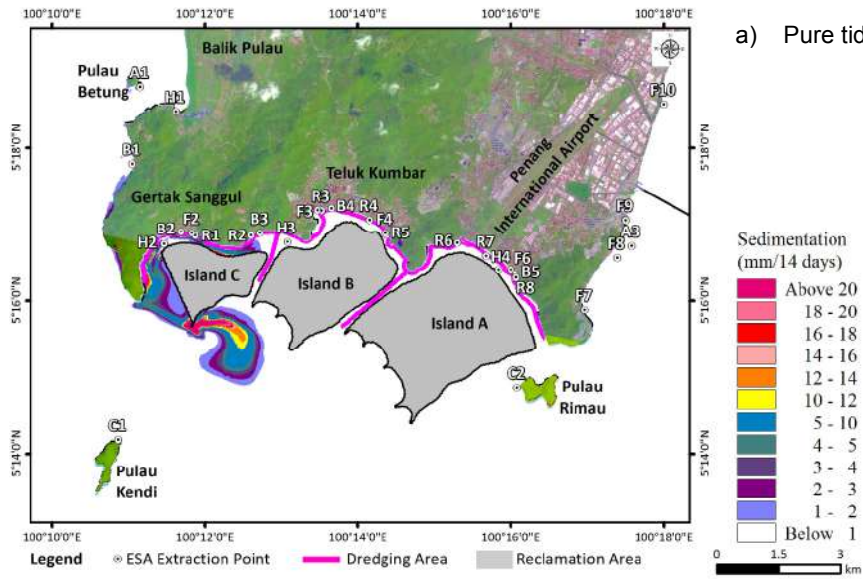 100°10'0"E 100°12'0"E 100°14'0"E 100°16'0"E 100°18'0"E
a) Pure tid
Balik Pulau
Pulau
Betung
A1
H1
F10
5°18'0"N
5°18'0"N
B1
Penang
International Airport
Teluk Kumbar
Gertak Sanggul
R3
F3
B4
R4
F4
R5
F9
A3
F8
B2
F2
R1
H2
R2
B3
H3
R6
R7
H4
F6
B5
R8
F7
Island C
Island B
Island A
5°16'0"N
5°16'0"N
C2
Pulau
Rimau
C1
Pulau
Kendi
5°14'0"N
5°14'0"N
100°10'0"E 100°12'0"E 100°14'0"E 100°16'0"E 100°18'0"E
Legend ESA Extraction Point Dredging Area Reclamation Area
Sedimentation
(mm/14 days)
Above 20
18 - 20
16 - 18
14 - 16
12 - 14
10 - 12
5 - 10
4 - 5
3 - 4
2 - 3
1 - 2
Below 1
0 1.5 3
km